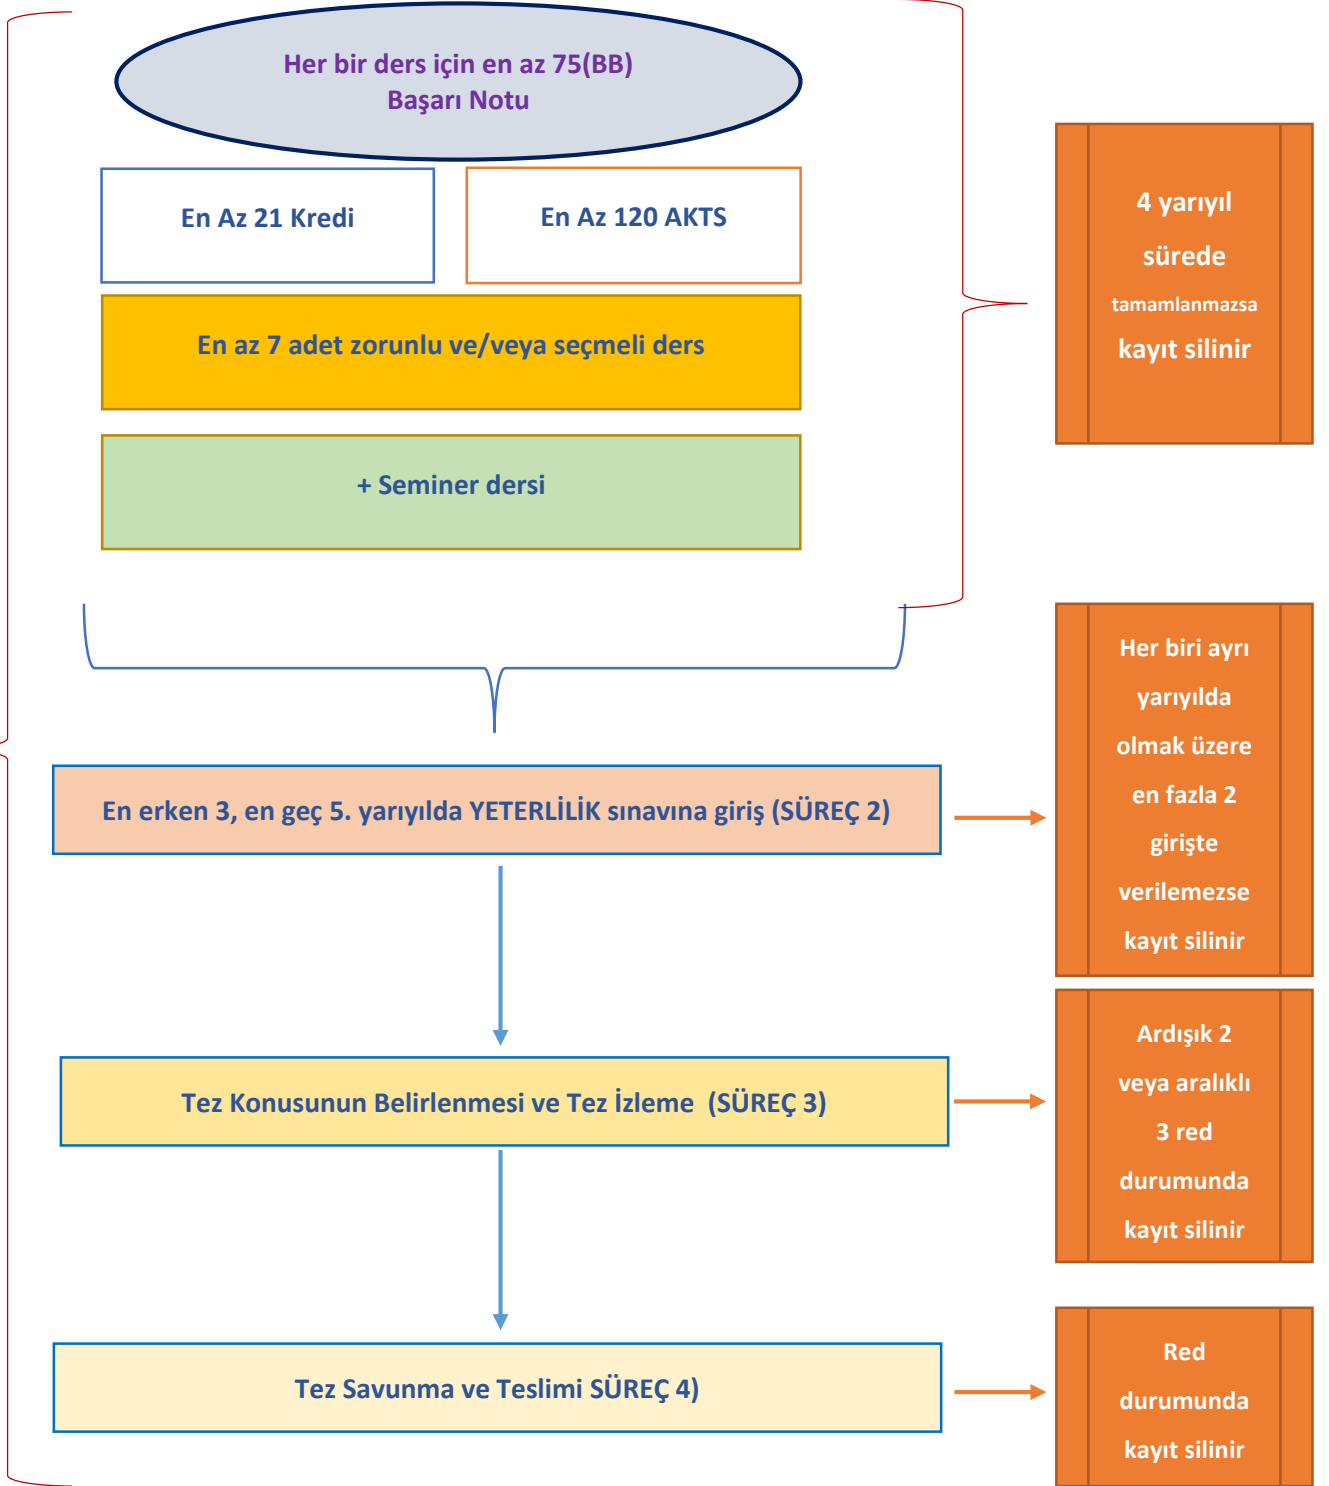 Her bir ders için en az 75(BB)
Başarı Notu
En Az 21 Kredi
En Az 120 AKTS
En az 7 adet zorunlu ve/veya seçmeli ders
+ Seminer dersi
4 yarıyıl
sürede
tamamlanmazsa
kayıt silinir
En erken 3, en geç 5. yarıyılda YETERLİLİK sınavına giriş (SÜREÇ 2)
Her biri ayrı
yarıyılda
olmak üzere
en fazla 2
girişte
verilemezse
kayıt silinir
Tez Konusunun Belirlenmesi ve Tez İzleme  (SÜREÇ 3)
Ardışık 2
veya aralıklı
3 red
durumunda
kayıt silinir
Tez Savunma ve Teslimi SÜREÇ 4)
Red
durumunda
kayıt silinir